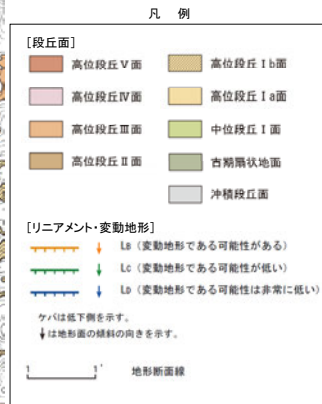 凡 例
[段丘面]
高位段丘Ⅴ面
高位段丘Ⅰb面
高位段丘Ⅳ面
高位段丘Ⅰa面
高位段丘Ⅲ面
中位段丘Ⅰ面
高位段丘Ⅱ面
古期扇状地面
沖積段丘面
[リニアメント・変動地形]
LB (変動地形である可能性がある)
LC (変動地形である可能性が低い)
LD (変動地形である可能性は非常に低い)
ケバは低下側を示す。
↓は地形面の傾斜の向きを示す。
1 1' 地形断面線